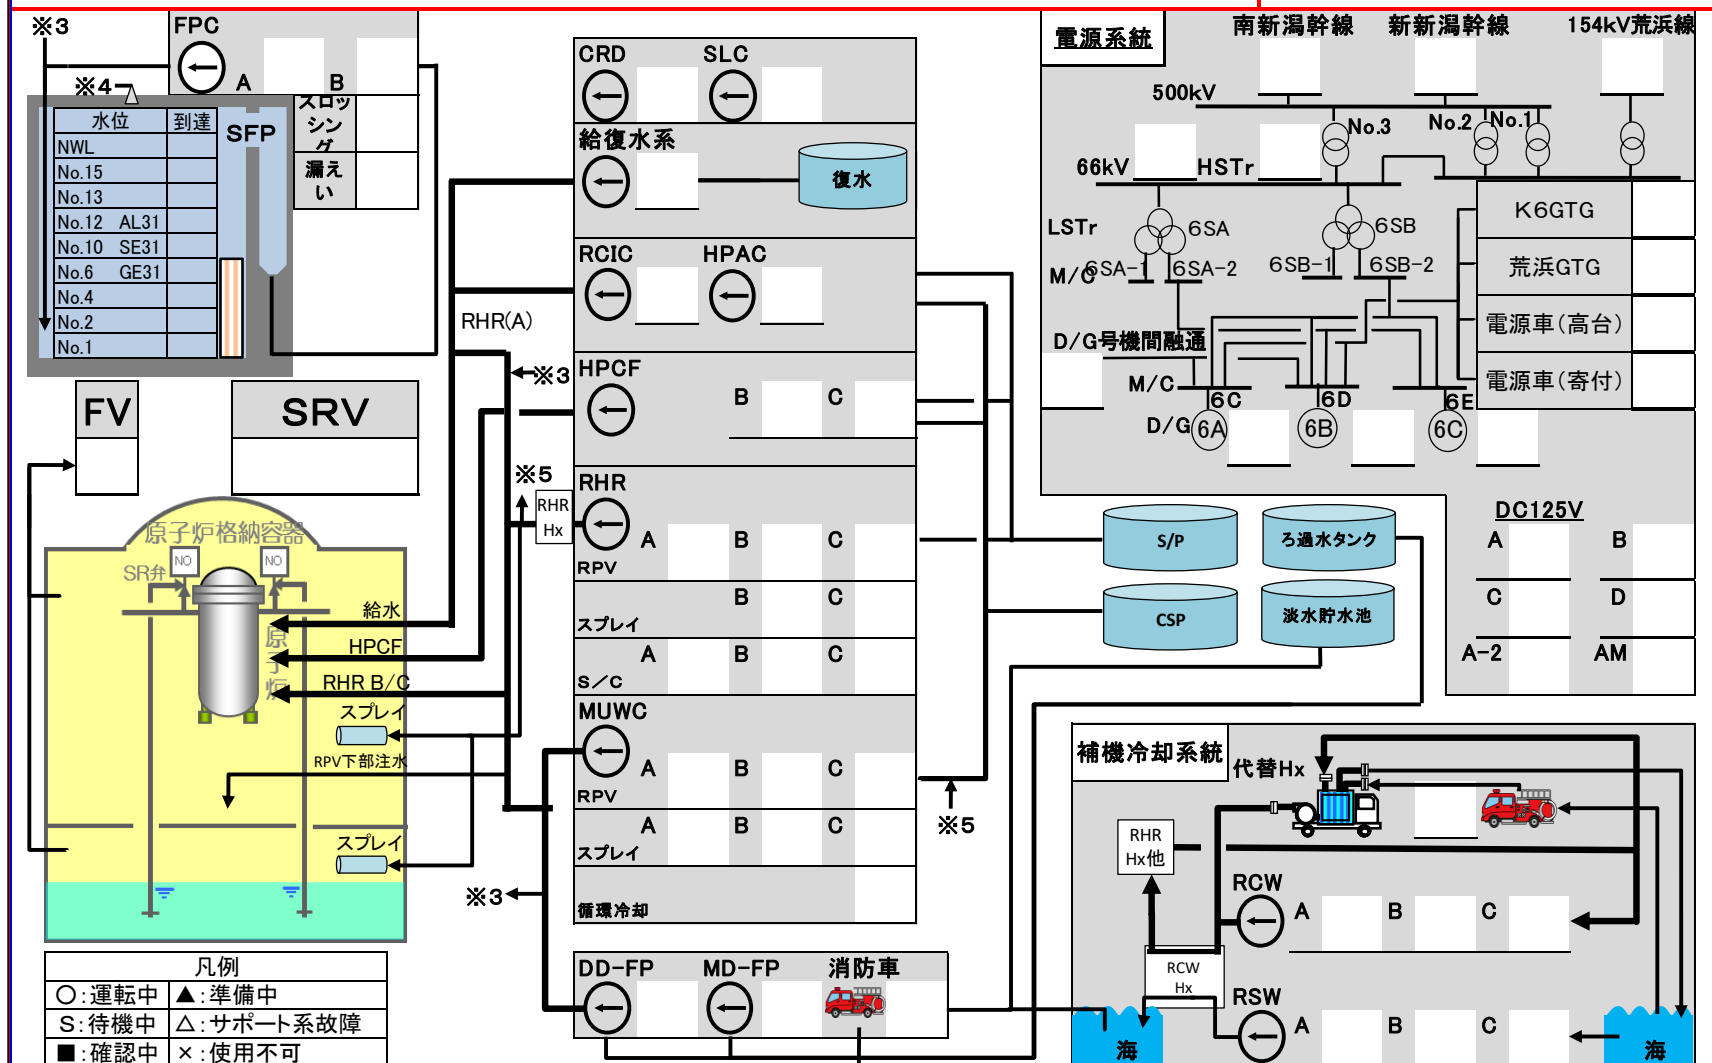 ※3
FPC
A
B
※4
スロッシング
漏えい
水位 到達
SFP
NWL
No.15
No.13
No.12 AL31
No.10 SE31
No.6 GE31
No.4
No.2
No.1
FV
SRV
原子炉格納容器
NO
NO
SR弁
原子炉
給水
HPCF
RHR B/C
スプレイ
RPV下部注水
スプレイ
凡例
○:運転中 ▲:準備中
S:待機中 △:サポート系故障
■:確認中 ×:使用不可
RHR(A)
※3
※5
RHR
Hx
※3
CRD
SLC
給復水系
復水
RCIC
HPAC
HPCF
B
C
RHR
A
B
C
RPV
B
C
スプレイ
A
B
C
S/C
MUWC
A
B
C
RPV
A
B
C
スプレイ
循環冷却
※5
DD-FP
MD-FP
消防車
電源系統
南新潟幹線
新新潟幹線
154kV荒浜線
500kV
No.3
No.2
No.1
66kV
HSTr
LSTr
6SA
6SB
M/C
6SA-1
6SA-2
6SB-1
6SB-2
K6GTG
荒浜GTG
電源車(高台)
電源車(寄付)
D/G号機間融通
M/C
6C
6D
6E
D/G
6A
6B
6C
S/P
ろ過水タンク
CSP
淡水貯水池
DC125V
A
B
C
D
A-2
AM
補機冷却系統
代替Hx
RHR
Hx他
RCW
A
B
C
RCW
Hx
RSW
A
B
C
海
海